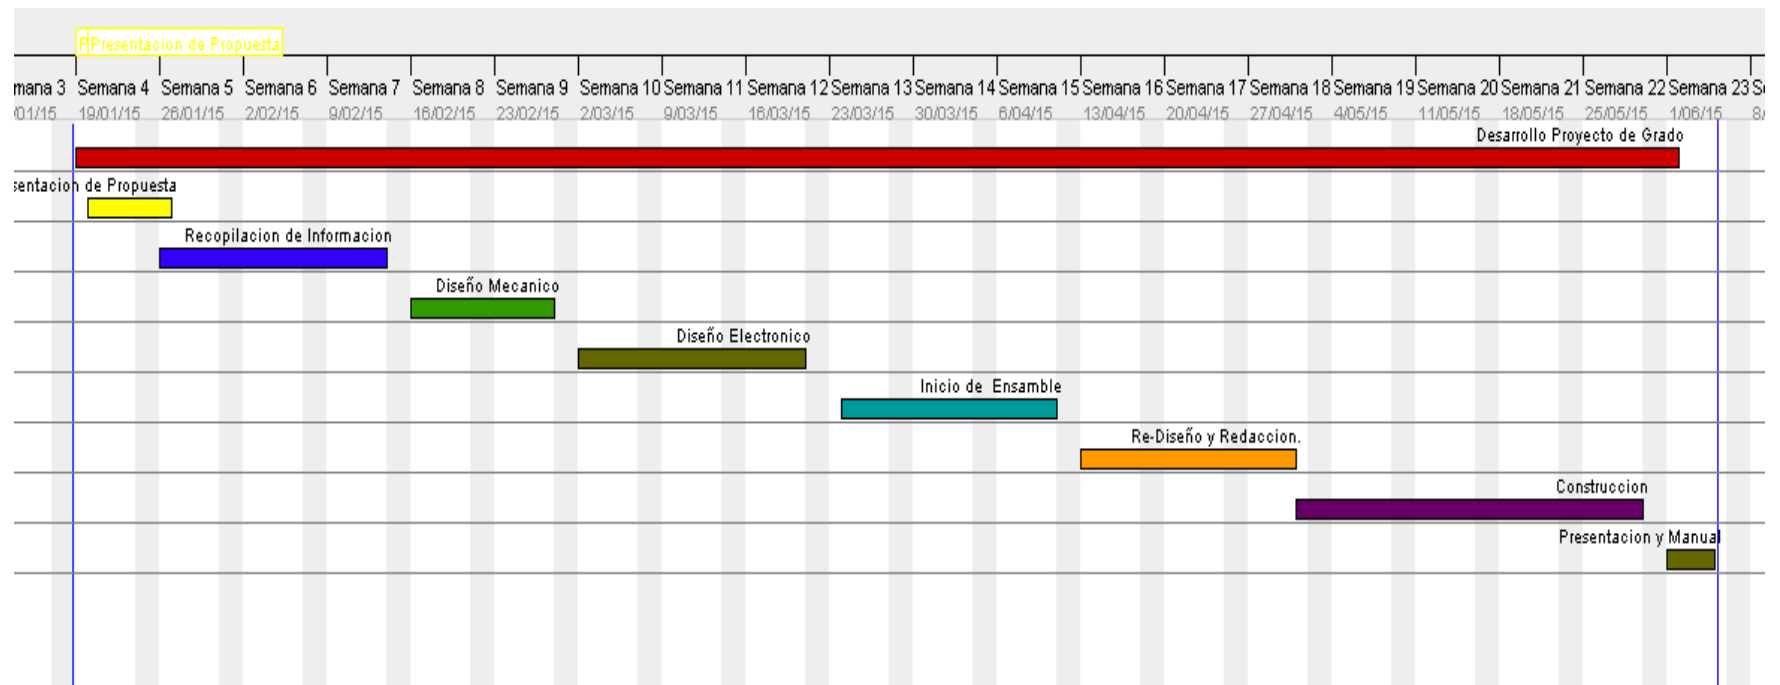 P Presentacion de Propuesta
mana 3 Semana 4 Semana 5 Semana 6 Semana 7 Semana 8 Semana 9 Semana 10 Semana 11 Semana 12 Semana 13 Semana 14 Semana 15 Semana 16 Semana 17 Semana 18 Semana 19 Semana 20 Semana 21 Semana 22 Semana 23 S
/01/15 19/01/15 26/01/15 2/02/15 9/02/15 16/02/15 23/02/15 2/03/15 9/03/15 16/03/15 23/03/15 30/03/15 6/04/15 13/04/15 20/04/15 27/04/15 4/05/15 11/05/15 18/05/15 25/05/15 1/06/15 8/
Desarrollo Proyecto de Grado
sentacion de Propuesta
Recopilacion de Informacion
Diseño Mecanico
Diseño Electronico
Inicio de Ensamble
Re-Diseño y Redaccion.
Construccion
Presentacion y Manual